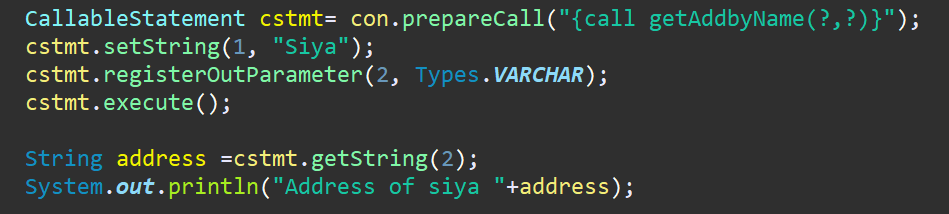 CallableStatement cstmt= con.prepareCall("{call getAddbyName(?,?)}");
cstmt.setString(1, "Siya");
cstmt.registerOutParameter(2, Types.VARCHAR);
cstmt.execute();
String address =cstmt.getString(2);
System.out.println("Address of siya "+address);